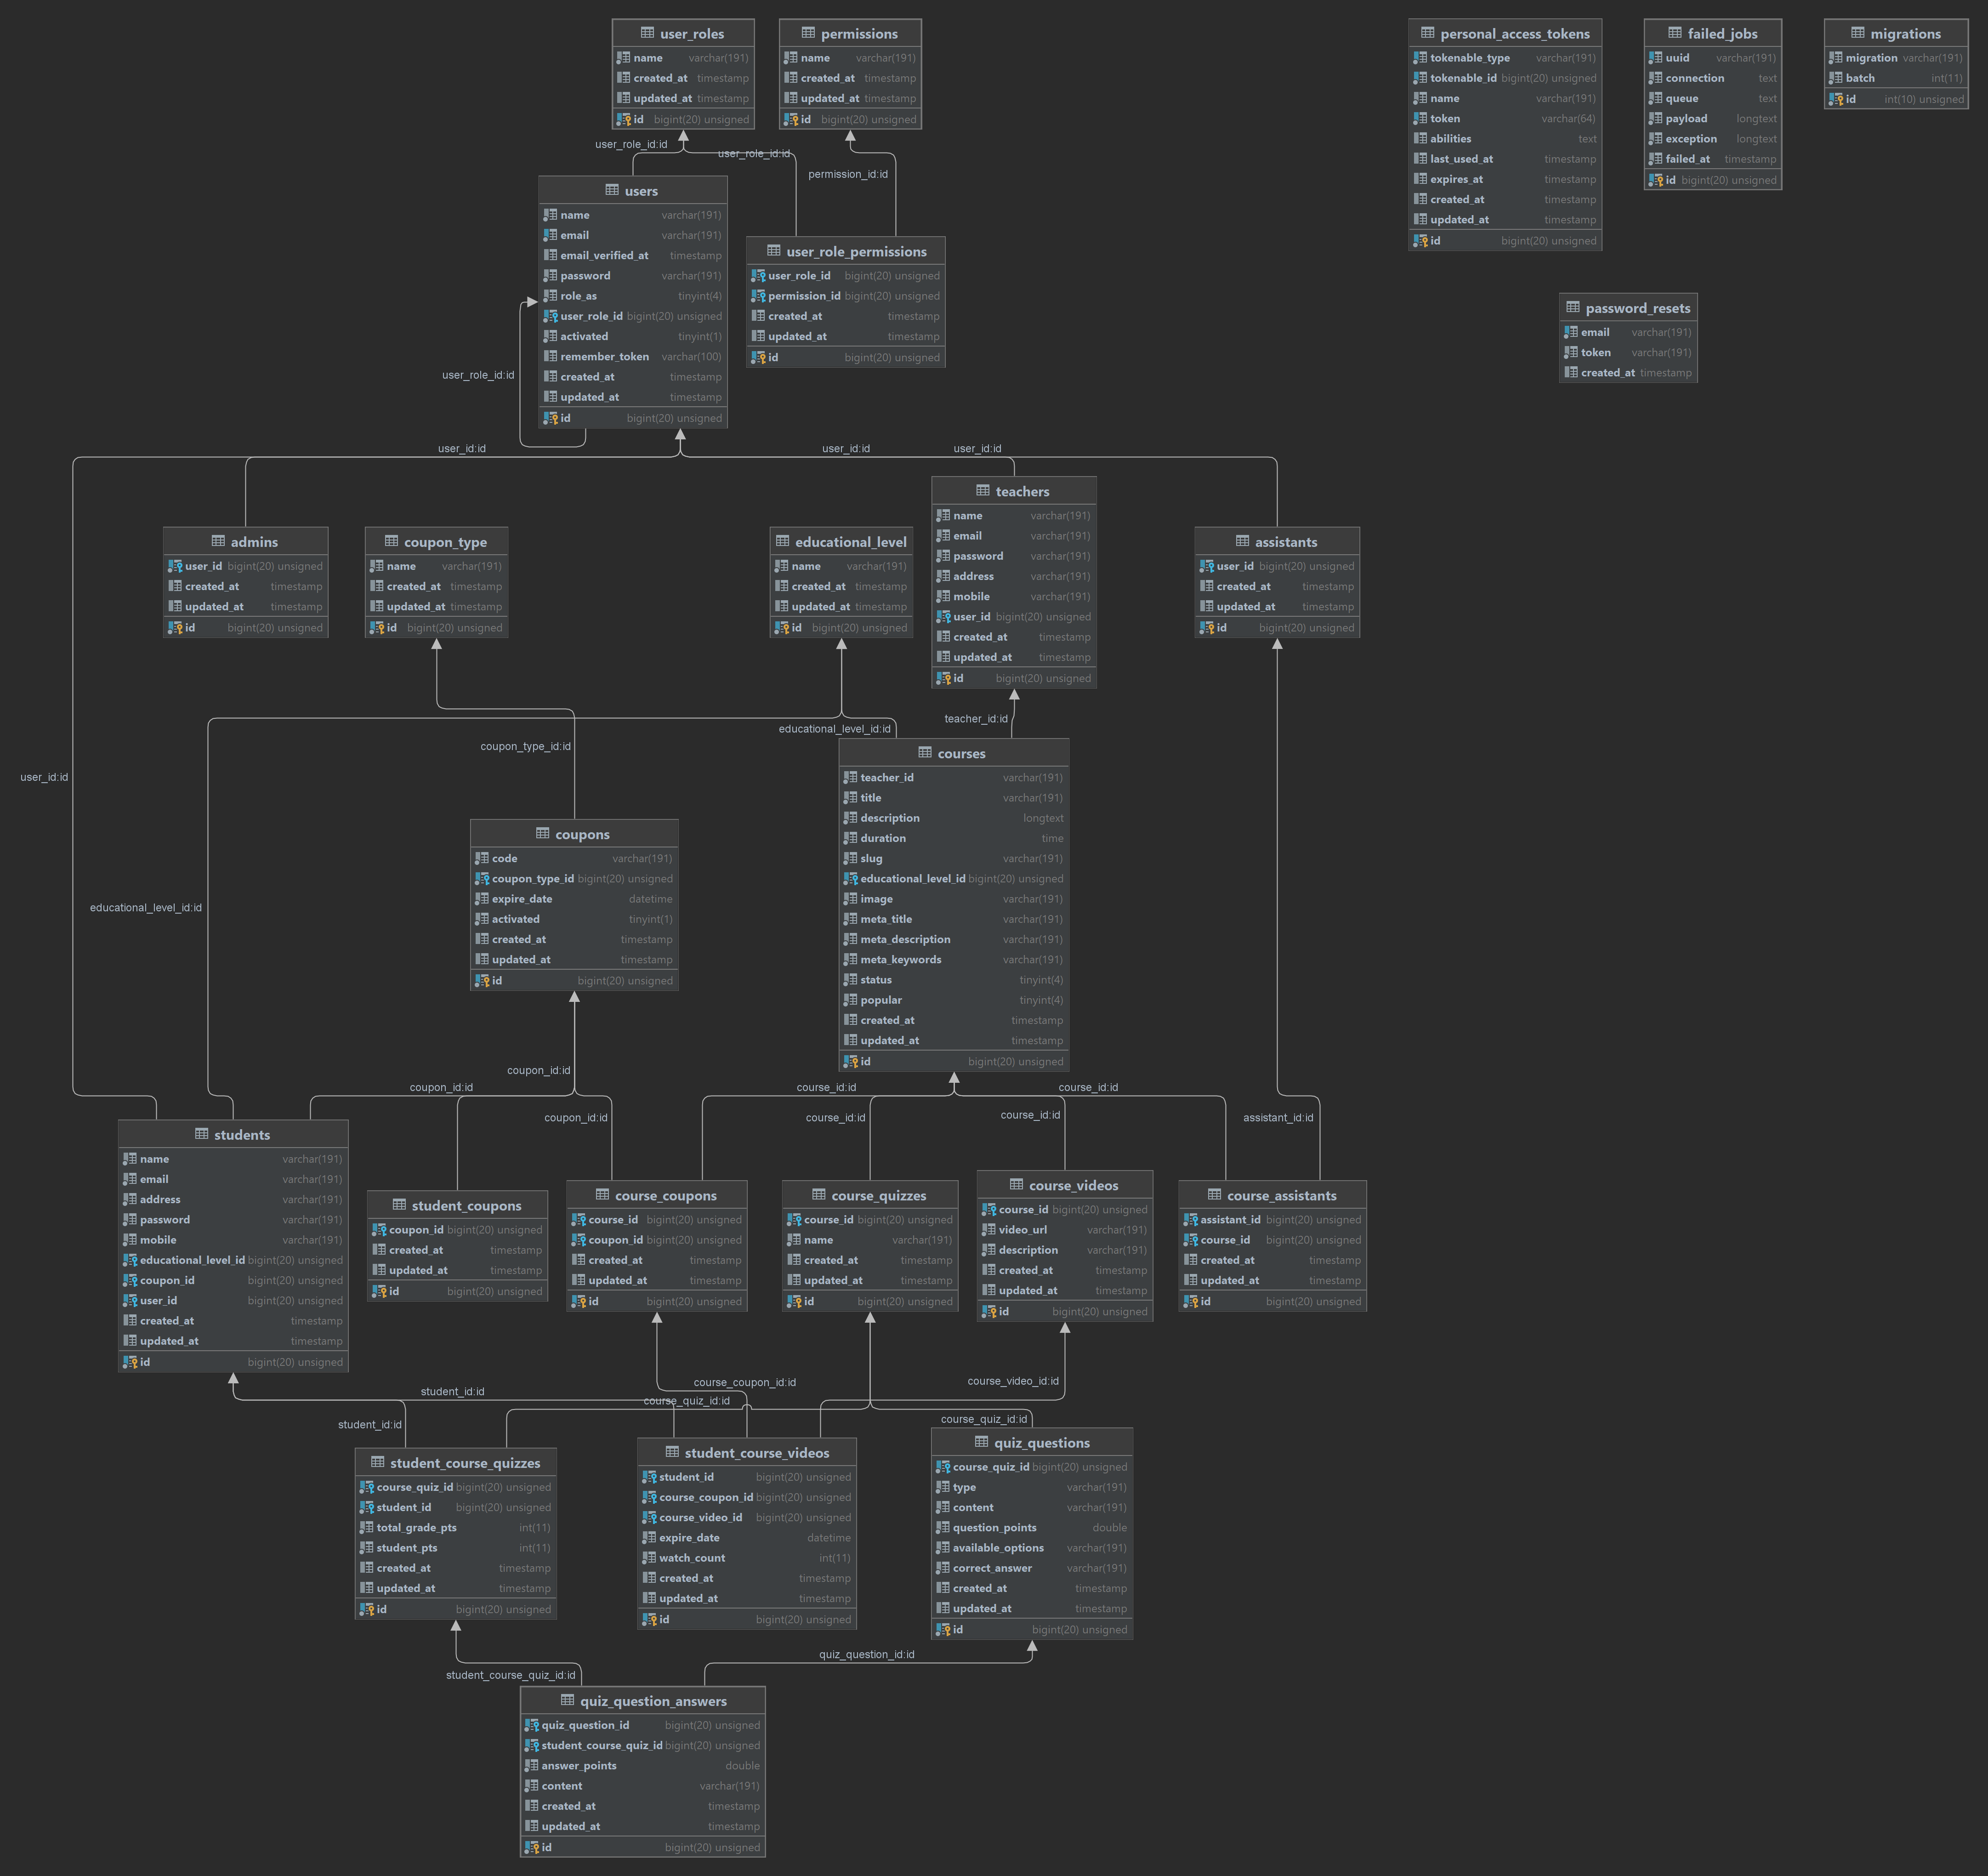 user_roles
name varchar(191)
created_at timestamp
updated_at timestamp
id bigint(20) unsigned
permissions
name varchar(191)
created_at timestamp
updated_at timestamp
id bigint(20) unsigned
personal_access_tokens
tokenable_type varchar(191)
tokenable_id bigint(20) unsigned
name varchar(191)
token varchar(64)
abilities text
last_used_at timestamp
expires_at timestamp
created_at timestamp
updated_at timestamp
id bigint(20) unsigned
failed_jobs
uuid varchar(191)
connection text
queue text
payload longtext
exception longtext
failed_at timestamp
id bigint(20) unsigned
migrations
migration varchar(191)
batch int(11)
id int(10) unsigned
user_role_id:id
user_role_id:id
permission_id:id
users
name varchar(191)
email varchar(191)
email_verified_at timestamp
password varchar(191)
role_as tinyint(4)
user_role_id bigint(20) unsigned
activated tinyint(1)
remember_token varchar(100)
created_at timestamp
updated_at timestamp
id bigint(20) unsigned
user_role_permissions
user_role_id bigint(20) unsigned
permission_id bigint(20) unsigned
created_at timestamp
updated_at timestamp
id bigint(20) unsigned
password_resets
email varchar(191)
token varchar(191)
created_at timestamp
user_role_id:id
user_id:id
user_id:id
user_id:id
admins
user_id bigint(20) unsigned
created_at timestamp
updated_at timestamp
id bigint(20) unsigned
coupon_type
name varchar(191)
created_at timestamp
updated_at timestamp
id bigint(20) unsigned
educational_level
name varchar(191)
created_at timestamp
updated_at timestamp
id bigint(20) unsigned
teachers
name varchar(191)
email varchar(191)
password varchar(191)
address varchar(191)
mobile varchar(191)
user_id bigint(20) unsigned
created_at timestamp
updated_at timestamp
id bigint(20) unsigned
assistants
user_id bigint(20) unsigned
created_at timestamp
updated_at timestamp
id bigint(20) unsigned
teacher_id:id
educational_level_id:id
coupon_type_id:id
user_id:id
educational_level_id:id
coupons
code varchar(191)
coupon_type_id bigint(20) unsigned
expire_date datetime
activated tinyint(1)
created_at timestamp
updated_at timestamp
id bigint(20) unsigned
courses
teacher_id varchar(191)
title varchar(191)
description longtext
duration time
slug varchar(191)
educational_level_id bigint(20) unsigned
image varchar(191)
meta_title varchar(191)
meta_description varchar(191)
meta_keywords varchar(191)
status tinyint(4)
popular tinyint(4)
created_at timestamp
updated_at timestamp
id bigint(20) unsigned
coupon_id:id
coupon_id:id
coupon_id:id
course_id:id
course_id:id
course_id:id
course_id:id
assistant_id:id
students
name varchar(191)
email varchar(191)
address varchar(191)
password varchar(191)
mobile varchar(191)
educational_level_id bigint(20) unsigned
coupon_id bigint(20) unsigned
user_id bigint(20) unsigned
created_at timestamp
updated_at timestamp
id bigint(20) unsigned
student_coupons
coupon_id bigint(20) unsigned
created_at timestamp
updated_at timestamp
id bigint(20) unsigned
course_coupons
course_id bigint(20) unsigned
coupon_id bigint(20) unsigned
created_at timestamp
updated_at timestamp
id bigint(20) unsigned
course_quizzes
course_id bigint(20) unsigned
name varchar(191)
created_at timestamp
updated_at timestamp
id bigint(20) unsigned
course_videos
course_id bigint(20) unsigned
video_url varchar(191)
description varchar(191)
created_at timestamp
updated_at timestamp
id bigint(20) unsigned
course_assistants
assistant_id bigint(20) unsigned
course_id bigint(20) unsigned
created_at timestamp
updated_at timestamp
id bigint(20) unsigned
student_id:id
student_id:id
course_coupon_id:id
course_quiz_id:id
course_video_id:id
course_quiz_id:id
student_course_quizzes
course_quiz_id bigint(20) unsigned
student_id bigint(20) unsigned
total_grade_pts int(11)
student_pts int(11)
created_at timestamp
updated_at timestamp
id bigint(20) unsigned
student_course_videos
student_id bigint(20) unsigned
course_coupon_id bigint(20) unsigned
course_video_id bigint(20) unsigned
expire_date datetime
watch_count int(11)
created_at timestamp
updated_at timestamp
id bigint(20) unsigned
quiz_questions
course_quiz_id bigint(20) unsigned
type varchar(191)
content varchar(191)
question_points double
available_options varchar(191)
correct_answer varchar(191)
created_at timestamp
updated_at timestamp
id bigint(20) unsigned
student_course_quiz_id:id
quiz_question_id:id
quiz_question_answers
quiz_question_id bigint(20) unsigned
student_course_quiz_id bigint(20) unsigned
answer_points double
content varchar(191)
created_at timestamp
updated_at timestamp
id bigint(20) unsigned